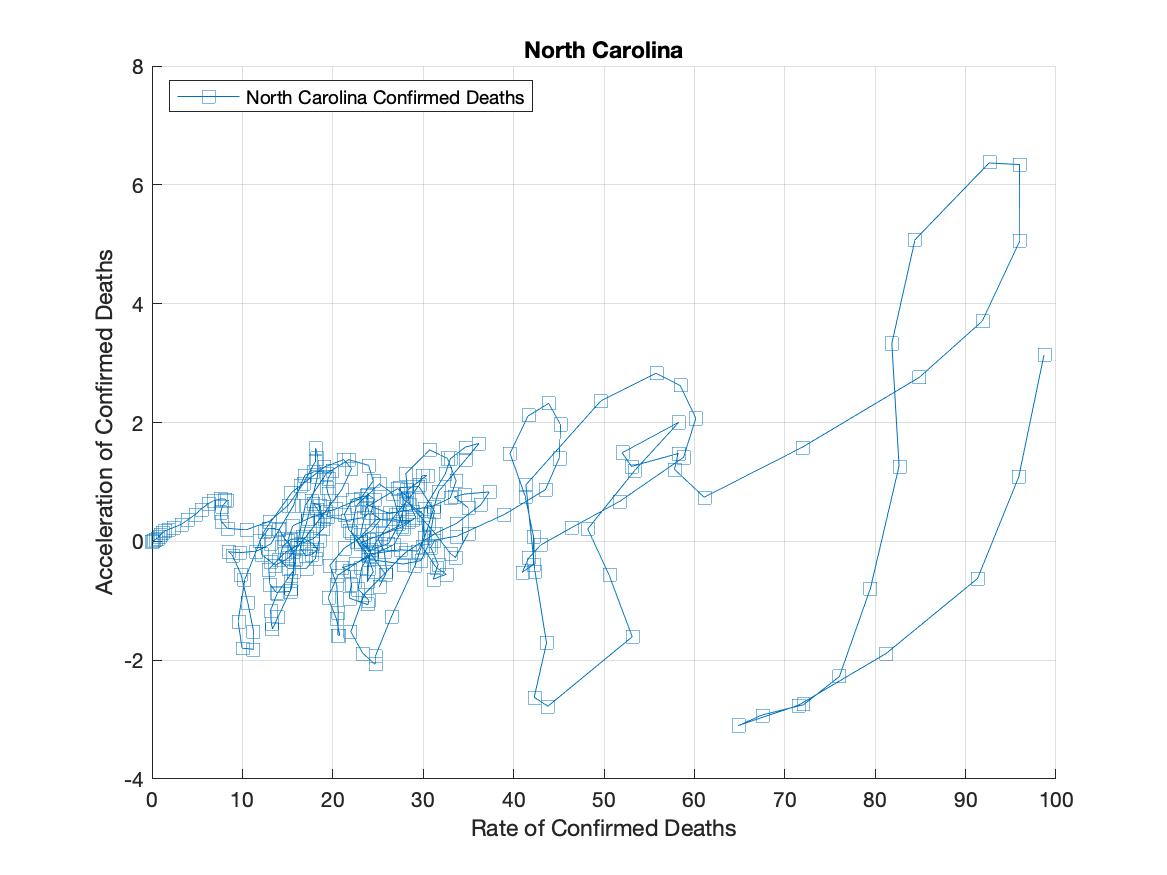 North Carolina
8
North Carolina Confirmed Deaths
6
4
2
0
-2
-4
Acceleration of Confirmed Deaths
0 10 20 30 40 50 60 70 80 90 100
Rate of Confirmed Deaths